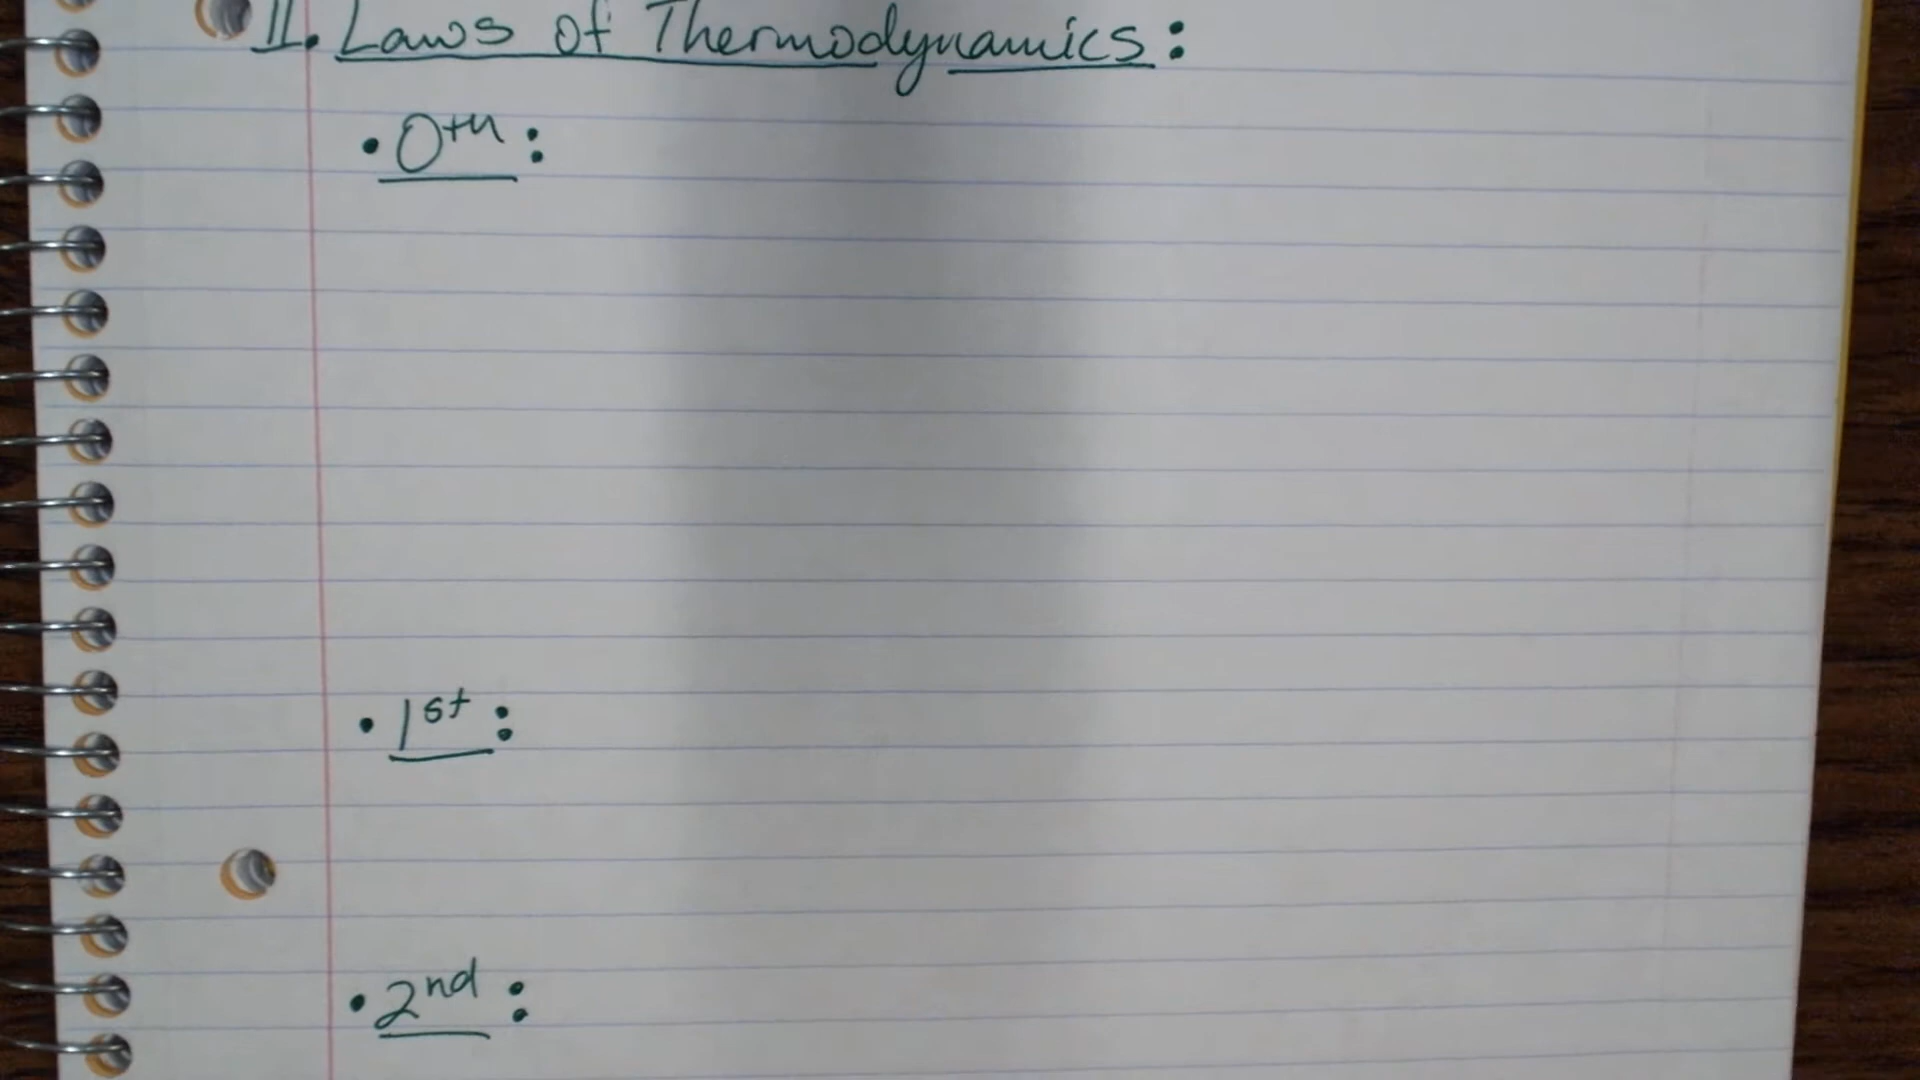 II. Laws of Thermodynamics:
• 0th:
• 1st:
• 2nd: